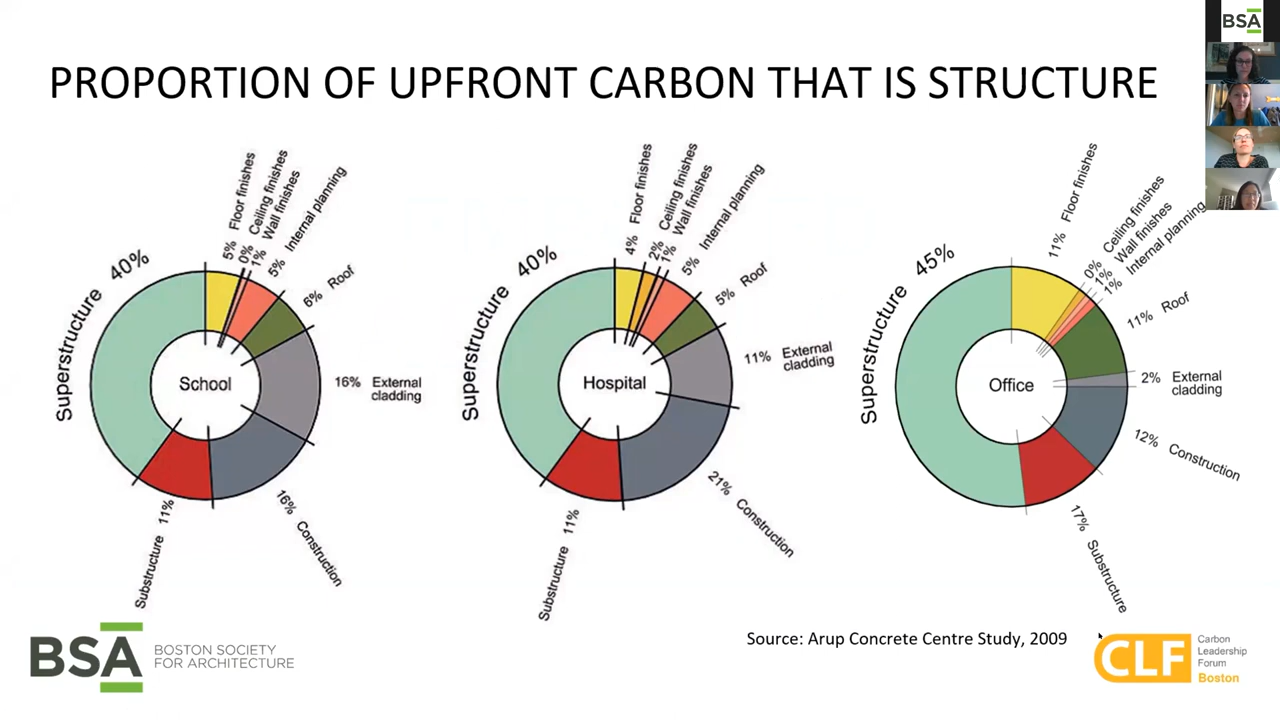 PROPORTION OF UPFRONT CARBON THAT IS STRUCTURE
BSA
School
Superstructure 40%
5% Floor finishes
0% Ceiling finishes
1% Wall finishes
5% Internal planning
6% Roof
16% External
cladding
16% Construction
Substructure 11%
Hospital
Superstructure 40%
4% Floor finishes
2% Ceiling finishes
1% Wall finishes
5% Internal planning
5% Roof
11% External
cladding
21% Construction
Substructure 11%
Office
Superstructure 45%
11% Floor finishes
0% Ceiling finishes
1% Wall finishes
1% Internal planning
11% Roof
2% External
cladding
12% Construction
17% Substructure
Source: Arup Concrete Centre Study, 2009
BSA
BOSTON SOCIETY
FOR ARCHITECTURE
CLF
Carbon
Leadership
Forum
Boston